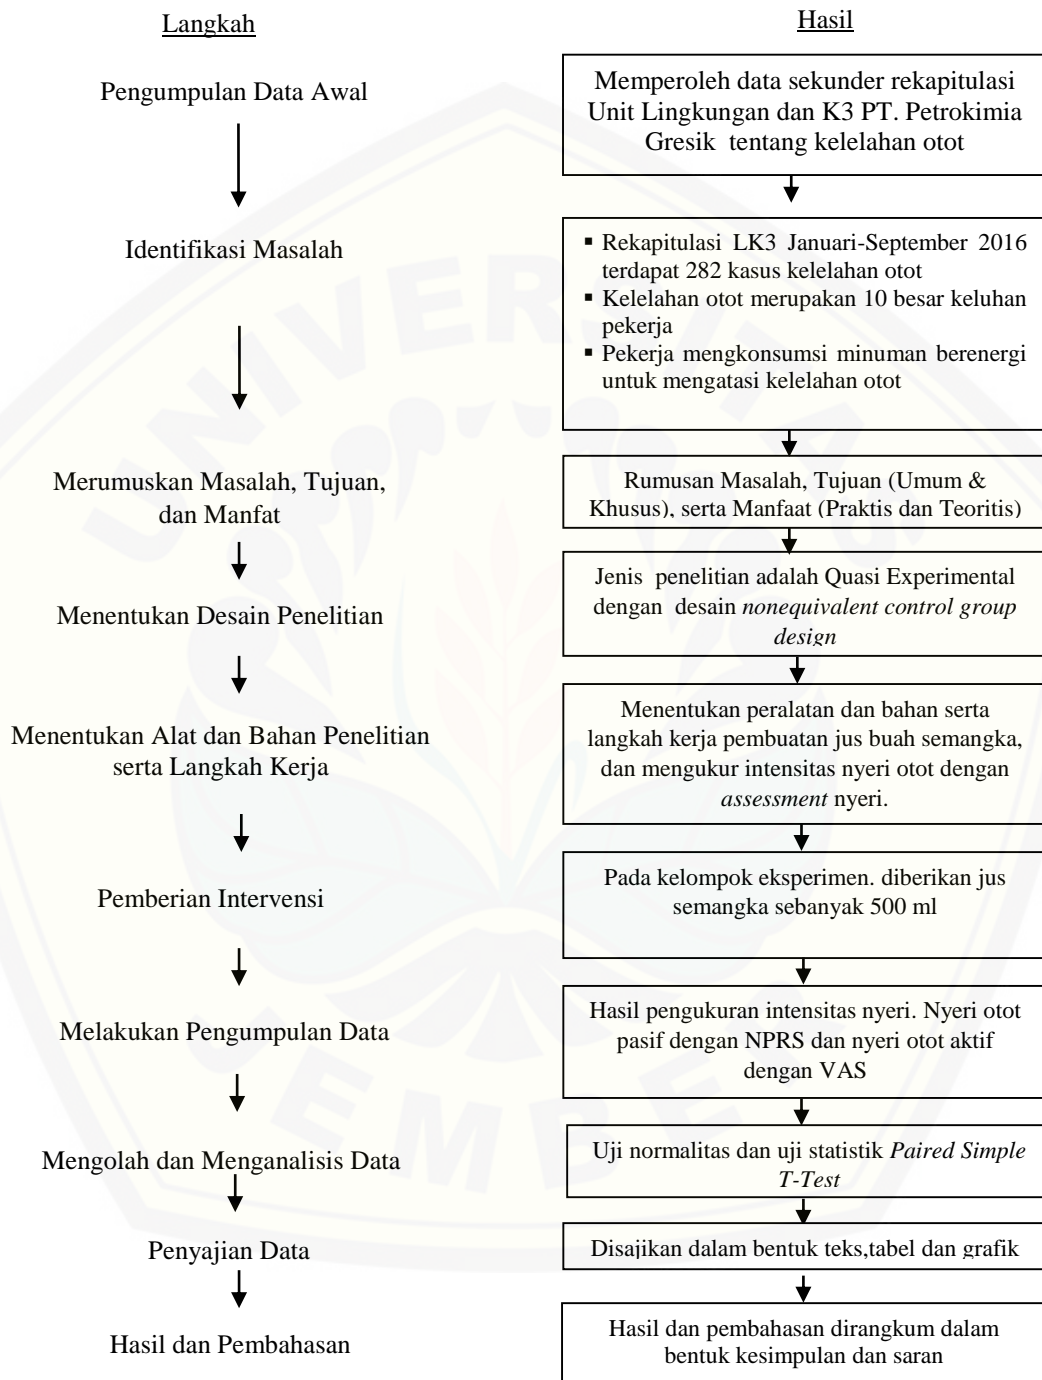 Langkah
Hasil
Pengumpulan Data Awal
Memperoleh data sekunder rekapitulasi
Unit Lingkungan dan K3 PT. Petrokimia
Gresik tentang kelelahan otot
Identifikasi Masalah
▪ Rekapitulasi LK3 Januari-September 2016
terdapat 282 kasus kelelahan otot
▪ Kelelahan otot merupakan 10 besar keluhan
pekerja
▪ Pekerja mengkonsumsi minuman berenergi
untuk mengatasi kelelahan otot
Merumuskan Masalah, Tujuan,
dan Manfat
Rumusan Masalah, Tujuan (Umum &
Khusus), serta Manfaat (Praktis dan Teoritis)
Menentukan Desain Penelitian
Jenis penelitian adalah Quasi Experimental
dengan desain nonequivalent control group
design
Menentukan Alat dan Bahan Penelitian
serta Langkah Kerja
Menentukan peralatan dan bahan serta
langkah kerja pembuatan jus buah semangka,
dan mengukur intensitas nyeri otot dengan
assessment nyeri.
Pemberian Intervensi
Pada kelompok eksperimen. diberikan jus
semangka sebanyak 500 ml
Melakukan Pengumpulan Data
Hasil pengukuran intensitas nyeri. Nyeri otot
pasif dengan NPRS dan nyeri otot aktif
dengan VAS
Mengolah dan Menganalisis Data
Uji normalitas dan uji statistik Paired Simple
T-Test
Penyajian Data
Disajikan dalam bentuk teks,tabel dan grafik
Hasil dan Pembahasan
Hasil dan pembahasan dirangkum dalam
bentuk kesimpulan dan saran
UNIVERSITAS
JEMBER